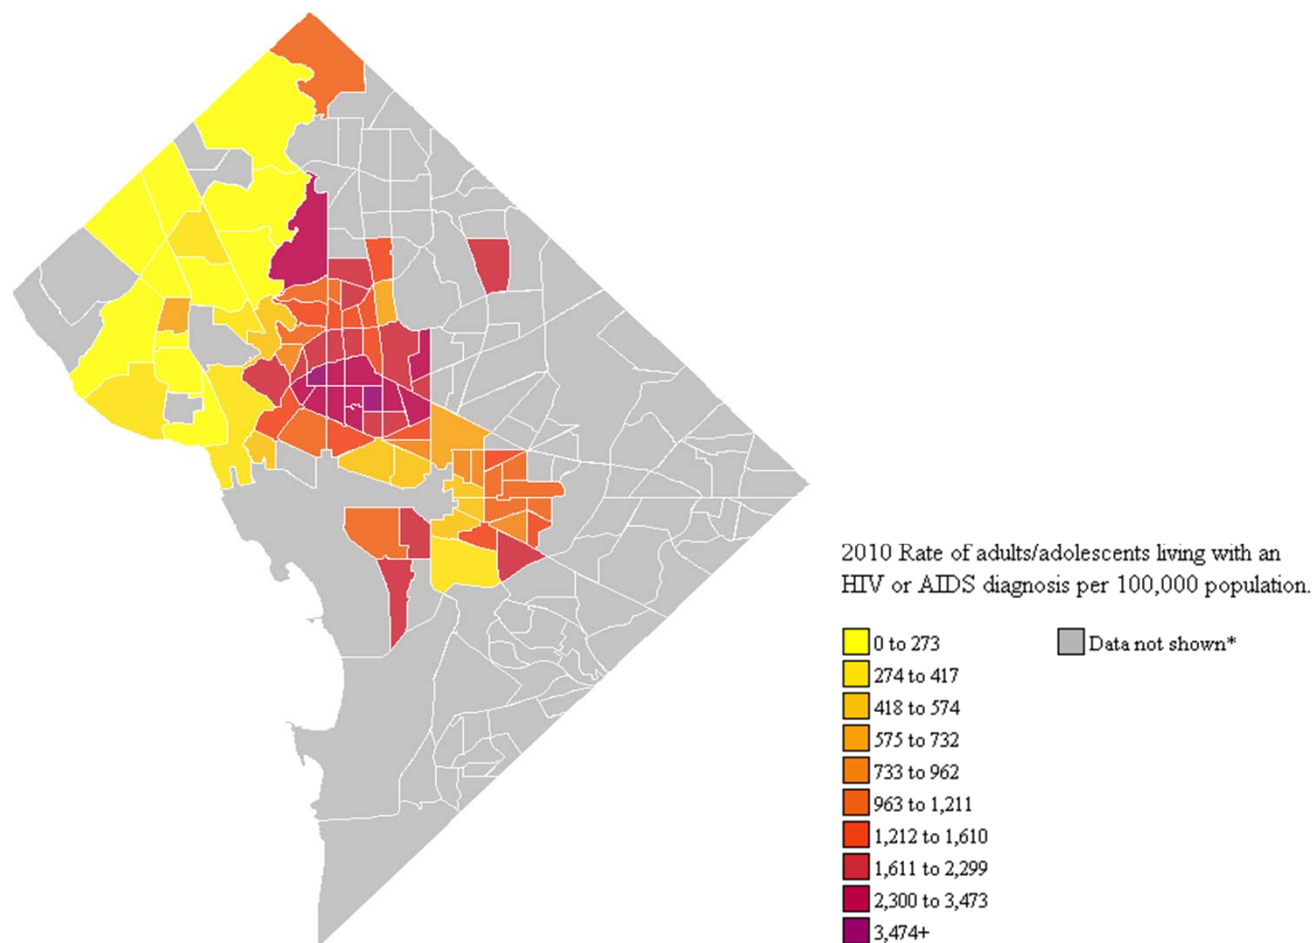 2010 Rate of adults/adolescents living with an
HIV or AIDS diagnosis per 100,000 population.
0 to 273
274 to 417
418 to 574
575 to 732
733 to 962
963 to 1,211
1,212 to 1,610
1,611 to 2,299
2,300 to 3,473
3,474+
Data not shown*